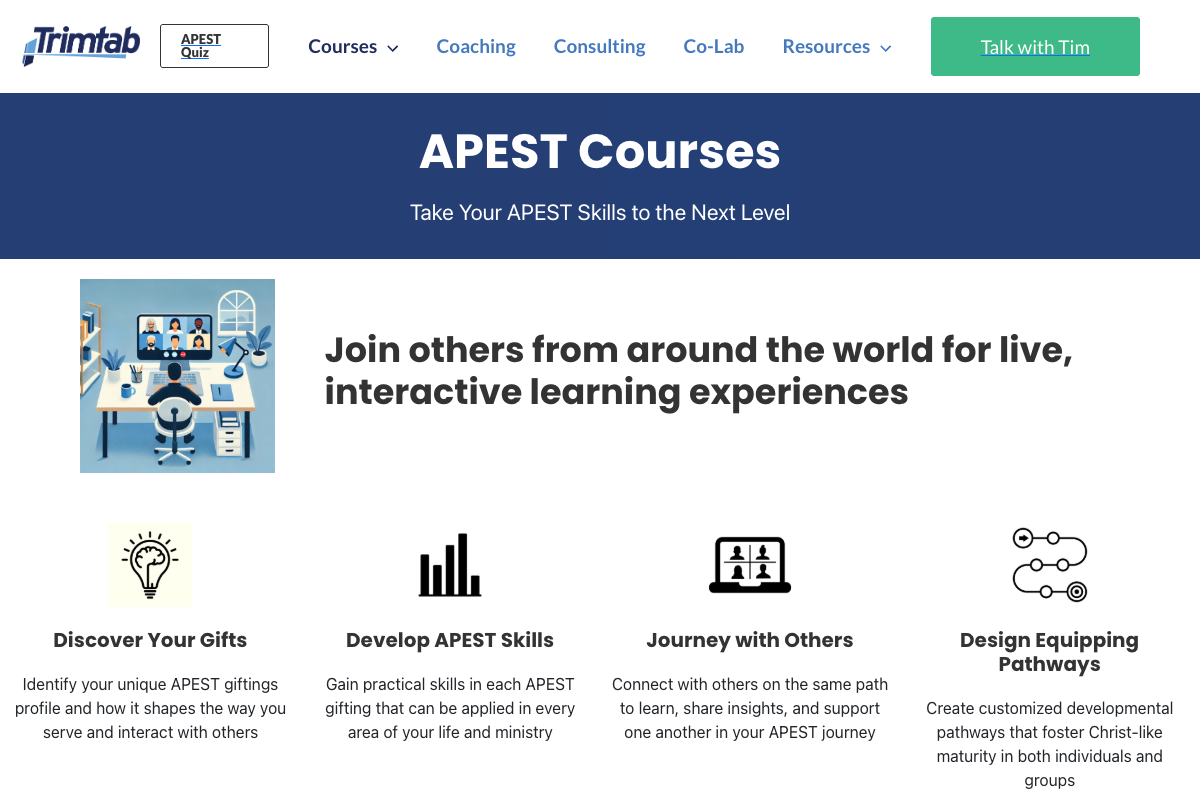 Trimtab
APEST
Quiz
Courses
Coaching
Consulting
Co-Lab
Resources
Talk with Tim
APEST Courses
Take Your APEST Skills to the Next Level
Join others from around the world for live,
interactive learning experiences
Discover Your Gifts
Identify your unique APEST giftings
profile and how it shapes the way you
serve and interact with others
Develop APEST Skills
Gain practical skills in each APEST
gifting that can be applied in every
area of your life and ministry
Journey with Others
Connect with others on the same path
to learn, share insights, and support
one another in your APEST journey
Design Equipping
Pathways
Create customized developmental
pathways that foster Christ-like
maturity in both individuals and
groups